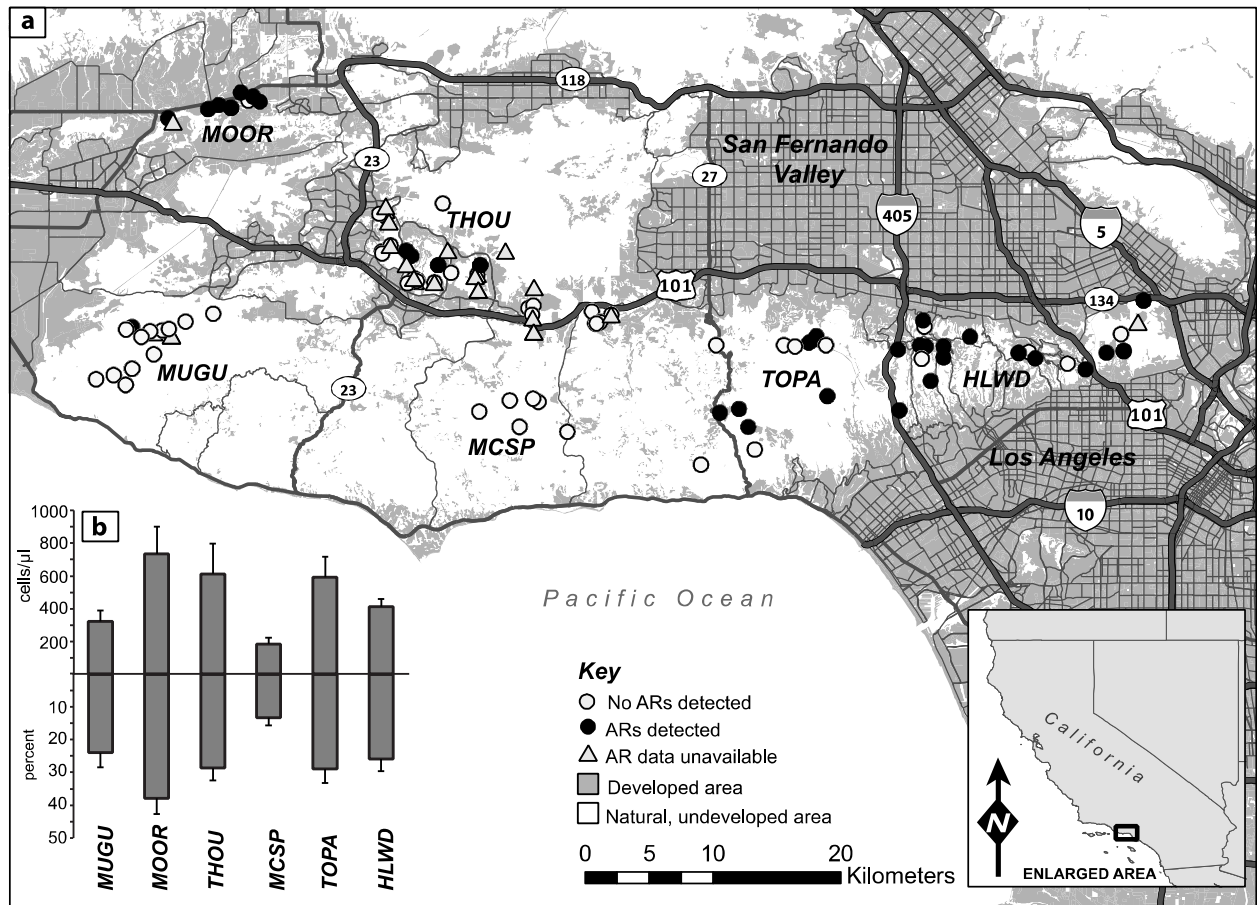 a
118
MOOR
23
THOU
San Fernando
Valley
27
405
5
101
134
MUGU
23
MCSP
TOPA
HLWD
101
Los Angeles
10
Pacific Ocean
b
cells/µl
1000
800
600
400
200
percent
10
20
30
40
50
MUGU
MOOR
THOU
MCSP
TOPA
HLWD
Key
No ARs detected
ARs detected
AR data unavailable
Developed area
Natural, undeveloped area
0 5 10 20
Kilometers
California
N
ENLARGED AREA